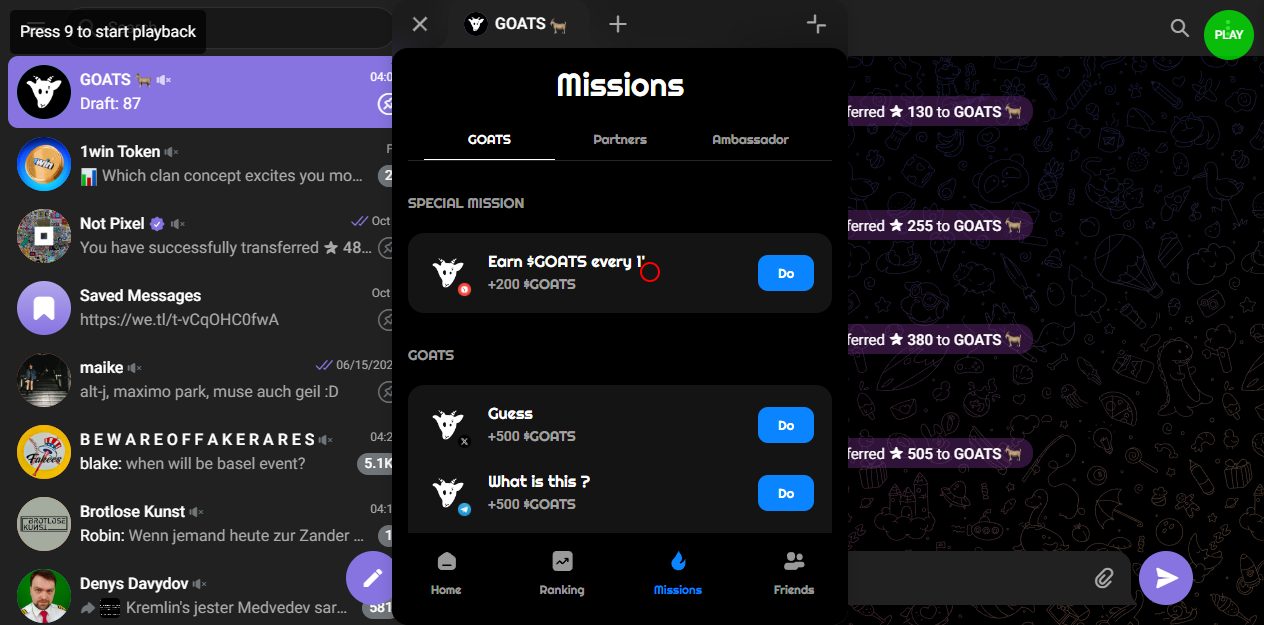 Press 9 to start playback
GOATS 🐐
04:0
Draft: 87
1win Token
F
📊 Which clan concept excites you mo...
2
Not Pixel
Oct
You have successfully transferred ★ 48...
Saved Messages
Oct
https://we.tl/t-vCqOHC0fwA
maike
06/15/202
alt-j, maximo park, muse auch geil :D
B E W A R E O F F A K E R A R E S
04:2
blake: when will be basel event?
5.1K
Brotlose Kunst
04:1
Robin: Wenn jemand heute zur Zander ...
1
Denys Davydov
Kremlin's jester Medvedev sar...
581
GOATS 🐐
Missions
GOATS
Partners
Ambassador
SPECIAL MISSION
Earn $GOATS every 1'
+200 $GOATS
Do
GOATS
Guess
+500 $GOATS
Do
What is this ?
+500 $GOATS
Do
Home
Ranking
Missions
Friends
PLAY
ferred ★ 130 to GOATS 🐐
ferred ★ 255 to GOATS 🐐
ferred ★ 380 to GOATS 🐐
ferred ★ 505 to GOATS 🐐